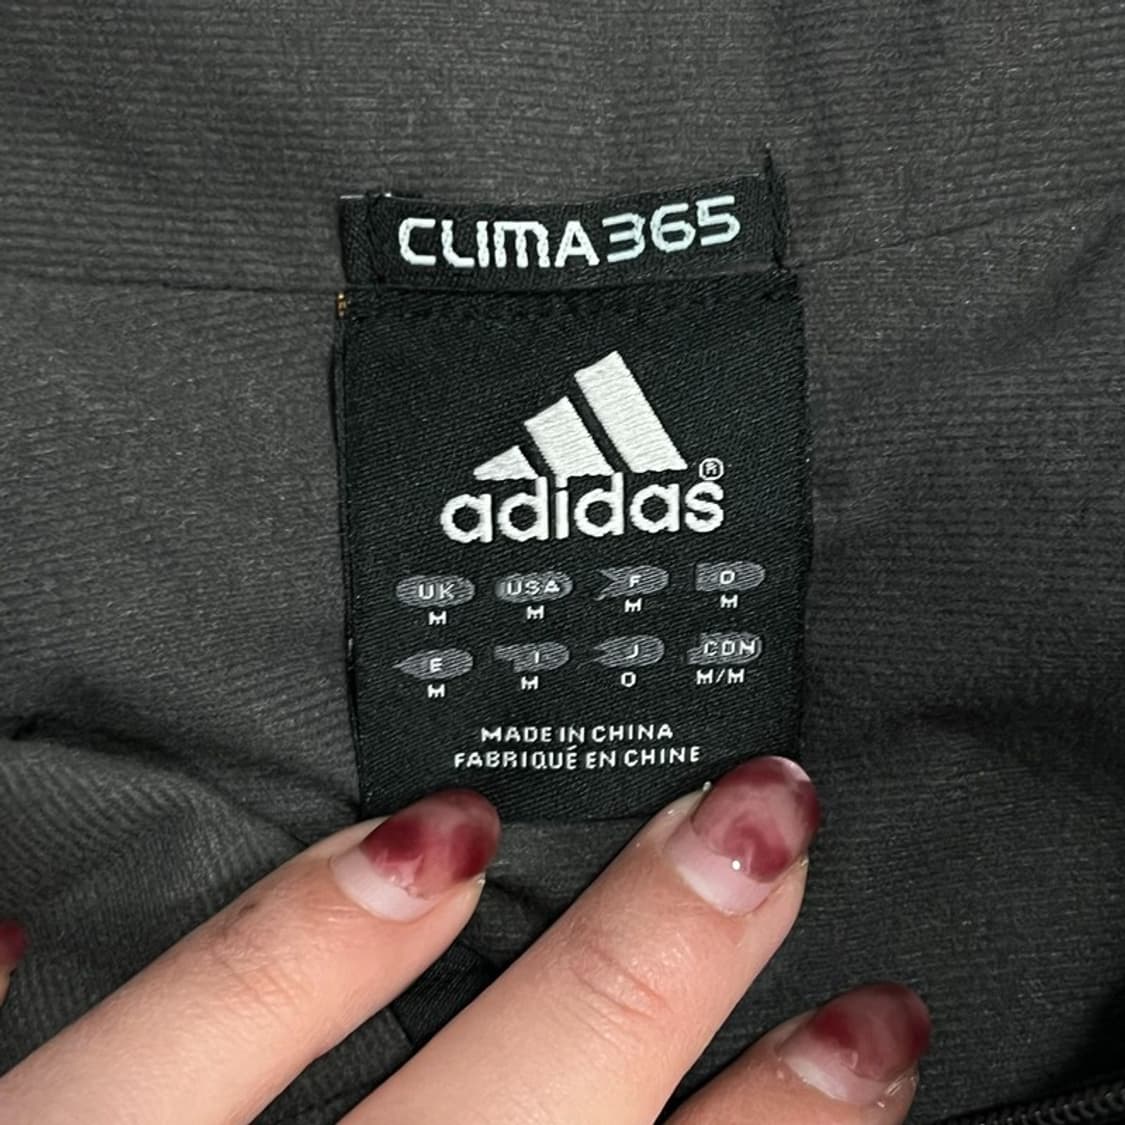 CLIMA365
adidas®
UK USA F D
M M M M
E I J CDN
M M O M/M
MADE IN CHINA
FABRIQUÉ EN CHINE